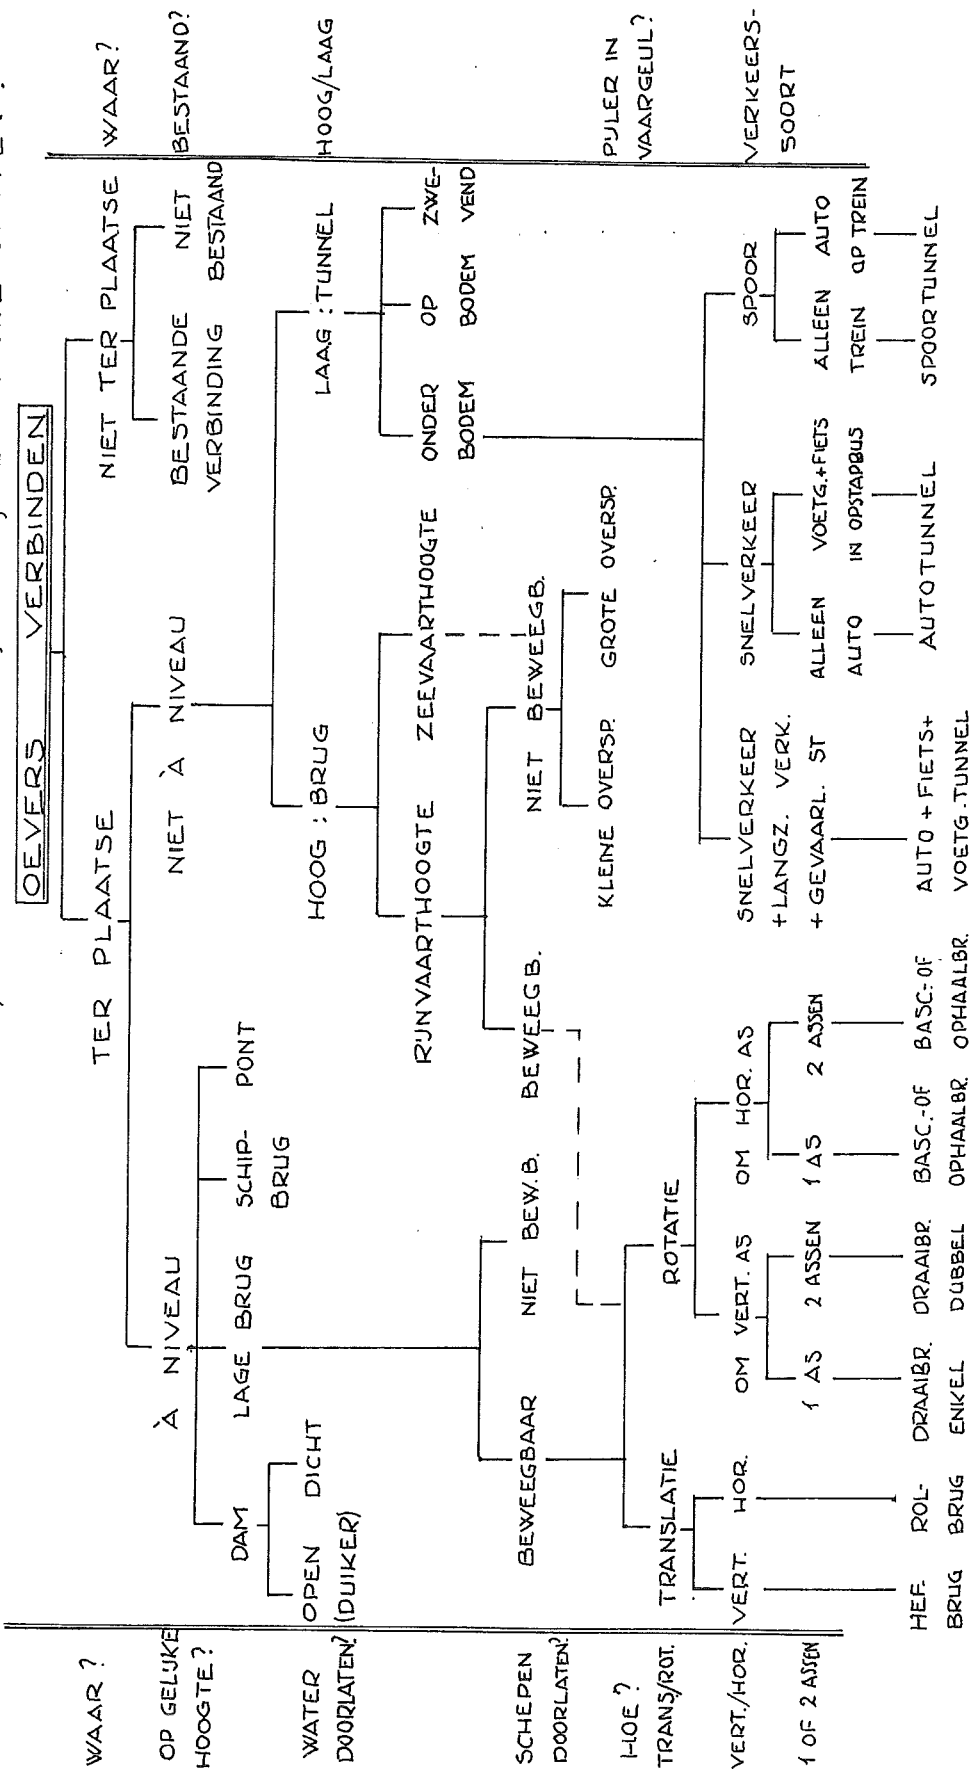 OEVERS VERBINDEN
WAAR?
TER PLAATSE
NIET TER PLAATSE
WAAR?
OP GELIJKE
HOOGTE?
À NIVEAU
NIET À NIVEAU
BESTAANDE
VERBINDING
NIET
BESTAAND
BESTAAND?
DAM
LAGE BRUG
SCHIP-
BRUG
PONT
WATER
DOORLATEN?
OPEN
(DUIKER)
DICHT
HOOG : BRUG
LAAG : TUNNEL
HOOG/LAAG
RIJNVAARTHOOGTE
ZEEVAARTHOOGTE
ONDER
BODEM
OP
BODEM
ZWE-
VEND
SCHEPEN
DOORLATEN?
BEWEEGBAAR
NIET BEW.B.
BEWEEGB.
NIET BEWEEGB.
KLEINE OVERSP.
GROTE OVERSP.
PIJLER IN
VAARGEUL?
HOE?
TRANS/ROT.
TRANSLATIE
ROTATIE
VERT./HOR.
VERT.
HOR.
OM VERT. AS
OM HOR. AS
SNELVERKEER
+ LANGZ. VERK.
+ GEVAARL. ST
SNELVERKEER
SPOOR
VERKEERS-
SOORT
1 OF 2 ASSEN
1 AS
2 ASSEN
1 AS
2 ASSEN
ALLEEN
AUTO
VOETG.+FIETS
IN OPSTAPBUS
ALLEEN
TREIN
AUTO
OP TREIN
HEF.
BRUG
ROL-
BRUG
DRAAIBR.
ENKEL
DRAAIBR.
DUBBEL
BASC.-OF
OPHAALBR.
BASC.-OF
OPHAALBR.
AUTO + FIETS+
VOETG.TUNNEL
AUTOTUNNEL
SPOORTUNNEL